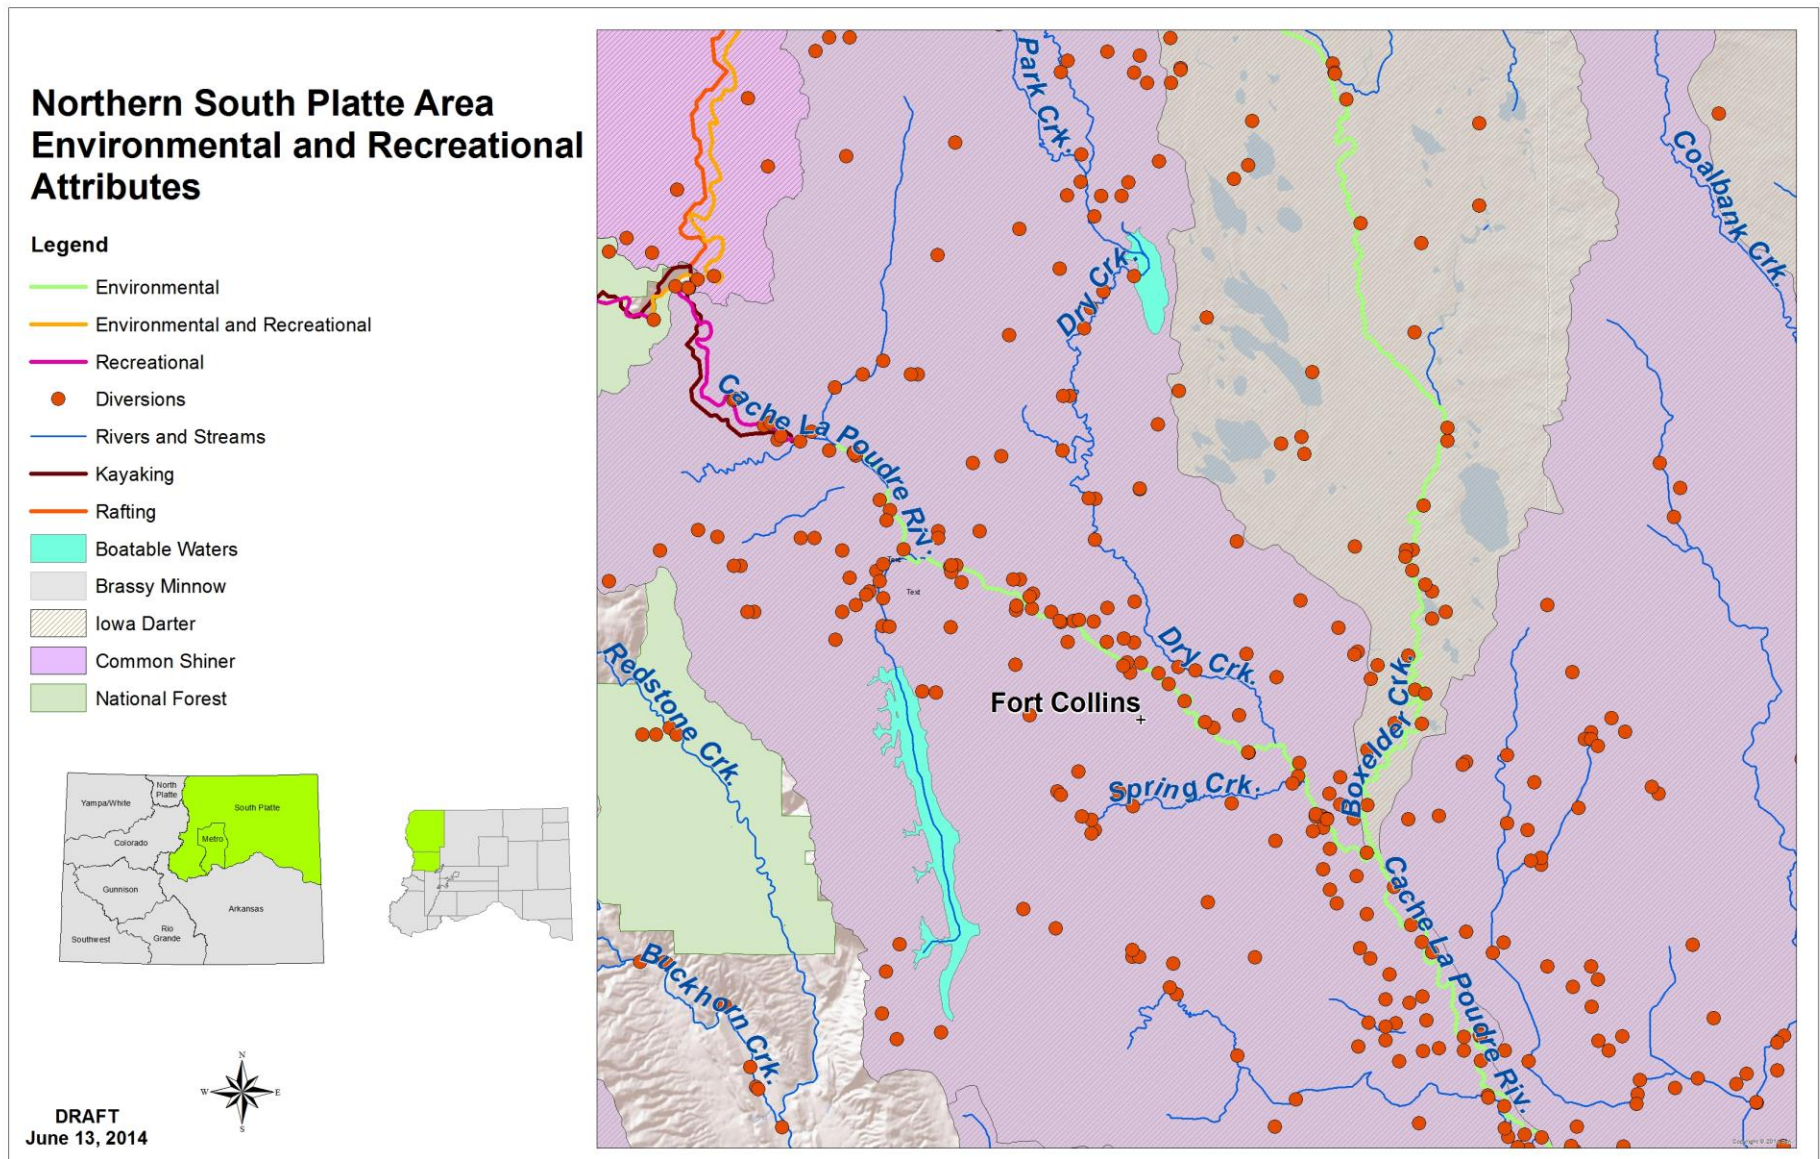 Northern South Platte Area
Environmental and Recreational
Attributes
Legend
Environmental
Environmental and Recreational
Recreational
Diversions
Rivers and Streams
Kayaking
Rafting
Boatable Waters
Brassy Minnow
Iowa Darter
Common Shiner
National Forest
Yampa/White
North
Platte
South Platte
Metro
Colorado
Gunnison
Arkansas
Rio
Grande
Southwest
N
W
E
S
DRAFT
June 13, 2014
Park Crk.
Coalbank Crk.
Dry Crk.
Cache La Poudre Riv.
Text
Text
Dry Crk.
Redstone Crk.
Fort Collins
Boxelder Crk.
Spring Crk.
Cache La Poudre Riv.
Buckhorn Crk.